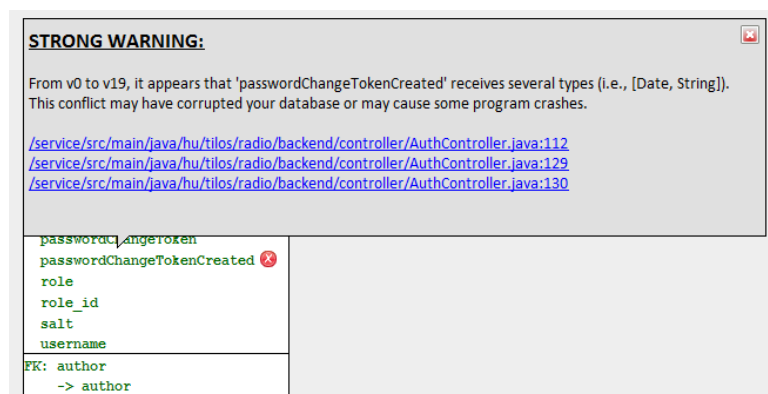 STRONG WARNING:
From v0 to v19, it appears that 'passwordChangeTokenCreated' receives several types (i.e., [Date, String]).
This conflict may have corrupted your database or may cause some program crashes.
/service/src/main/java/hu/tilos/radio/backend/controller/AuthController.java:112
/service/src/main/java/hu/tilos/radio/backend/controller/AuthController.java:129
/service/src/main/java/hu/tilos/radio/backend/controller/AuthController.java:130
passwordChangeToken
passwordChangeTokenCreated
role
role_id
salt
username
FK: author
-> author